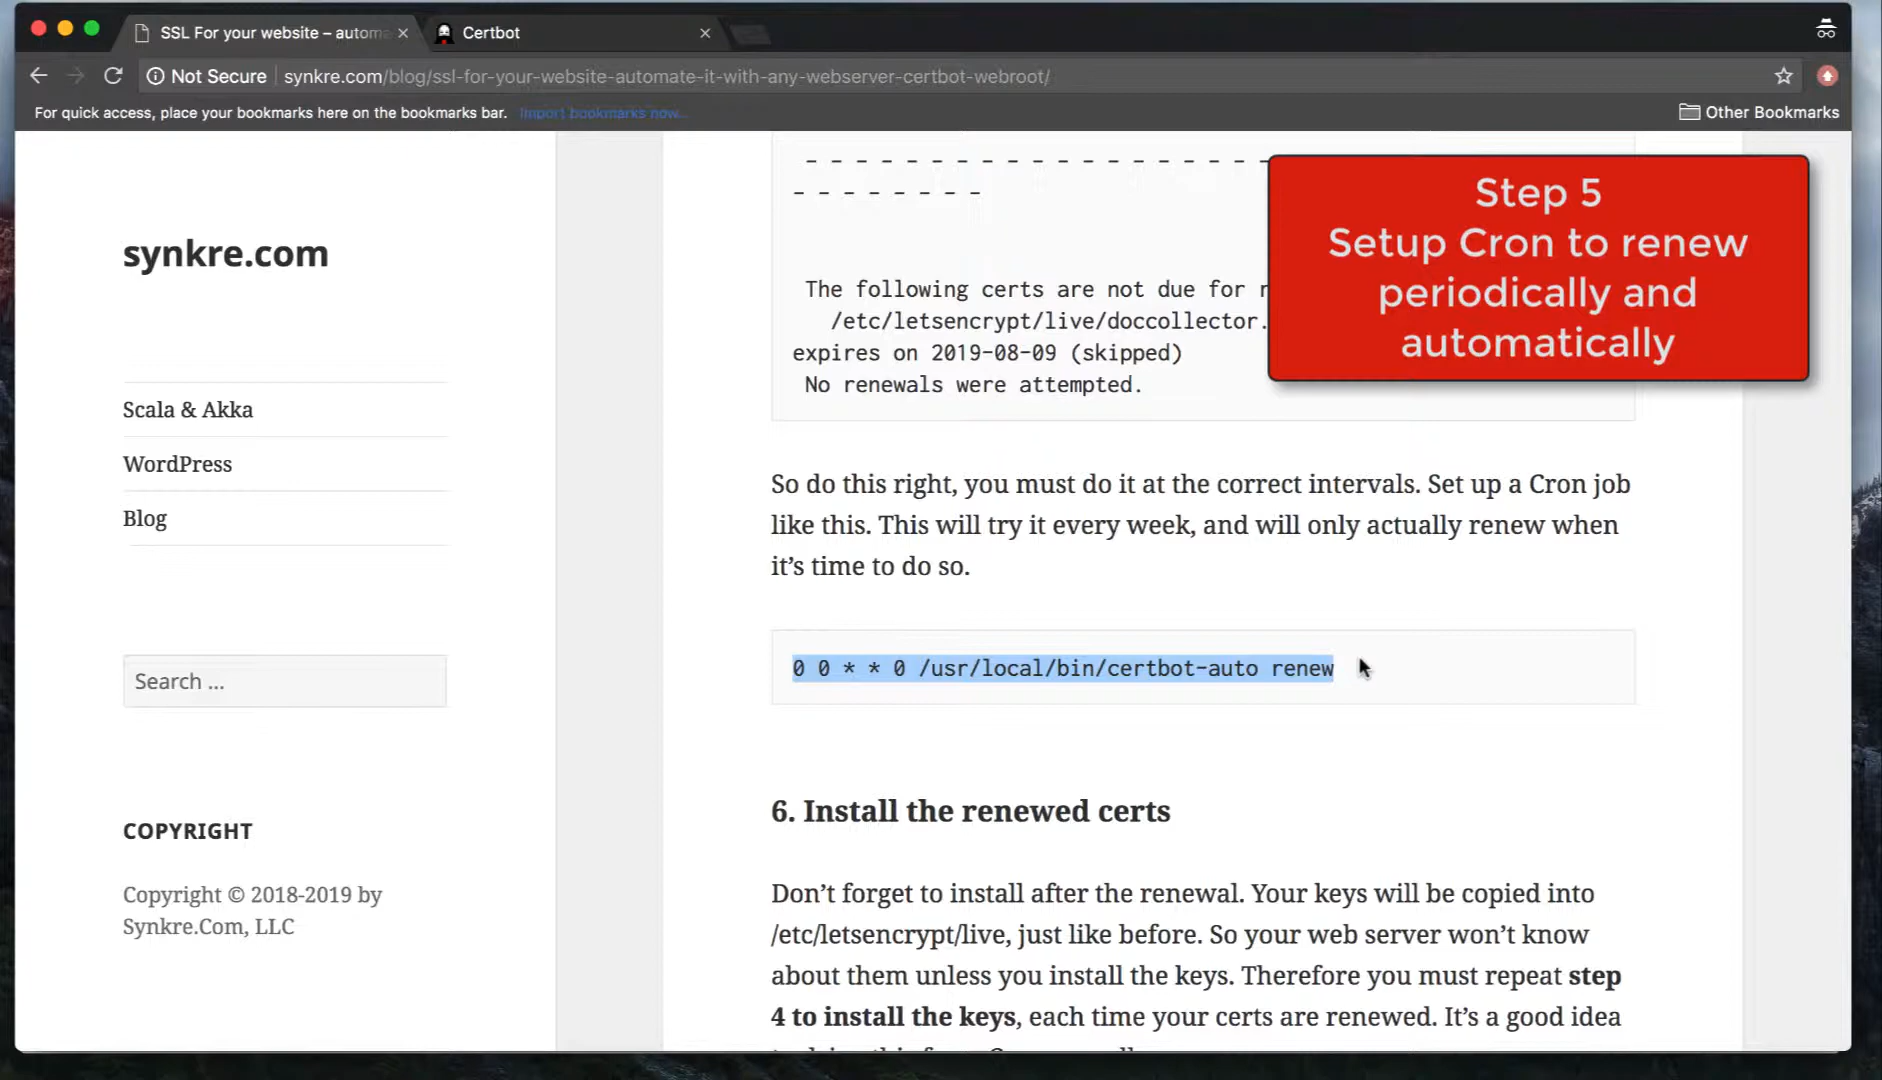 SSL For your website – autom
Certbot
Not Secure
synkre.com/blog/ssl-for-your-website-automate-it-with-any-webserver-certbot-webroot/
For quick access, place your bookmarks here on the bookmarks bar. Import bookmarks now...
Other Bookmarks
synkre.com
Scala & Akka
WordPress
Blog
Search ...
COPYRIGHT
Copyright © 2018-2019 by
Synkre.Com, LLC
- - - - - - - - - - - - - - - - - - -
- - - - - - - -
The following certs are not due for
/etc/letsencrypt/live/doccollector.
expires on 2019-08-09 (skipped)
No renewals were attempted.
Step 5
Setup Cron to renew
periodically and
automatically
So do this right, you must do it at the correct intervals. Set up a Cron job
like this. This will try it every week, and will only actually renew when
it’s time to do so.
0 0 * * 0 /usr/local/bin/certbot-auto renew
6. Install the renewed certs
Don’t forget to install after the renewal. Your keys will be copied into
/etc/letsencrypt/live, just like before. So your web server won’t know
about them unless you install the keys. Therefore you must repeat step
4 to install the keys, each time your certs are renewed. It’s a good idea